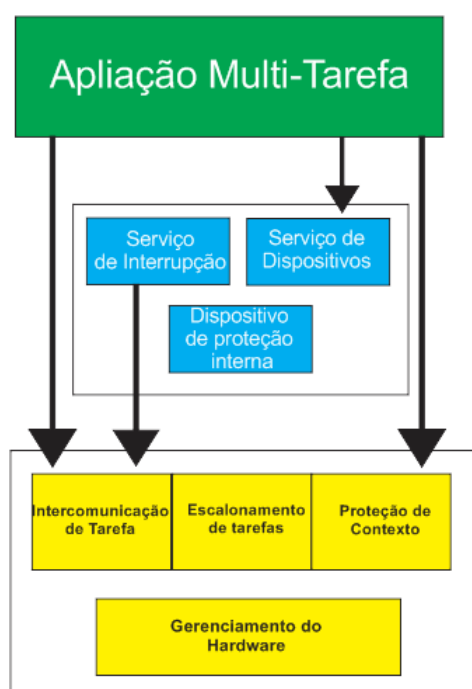 Apliação Multi-Tarefa
Serviço
de Interrupção
Serviço de
Dispositivos
Dispositivo
de proteção
interna
Intercomunicação
de Tarefa
Escalonamento
de tarefas
Proteção de
Contexto
Gerenciamento do
Hardware